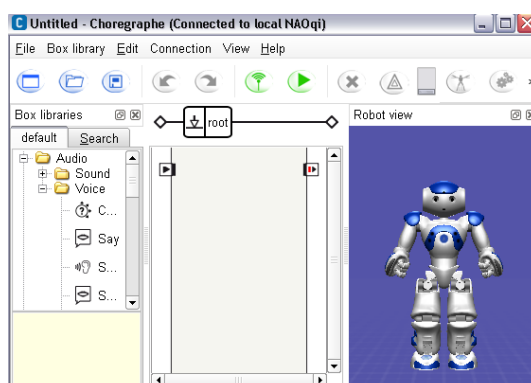 C Untitled - Choregraphe (Connected to local NAOqi)
File Box library Edit Connection View Help
Box libraries
root
Robot view
default Search
Audio
Sound
Voice
C...
Say
S...
S...